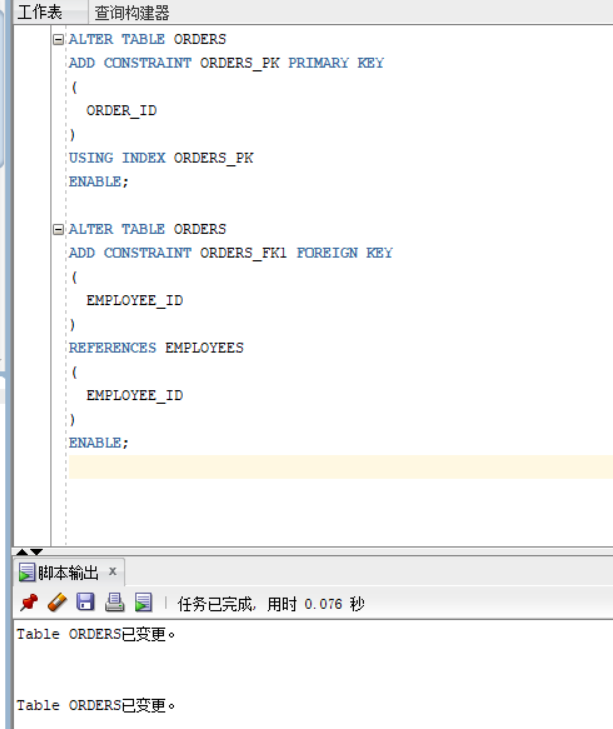 工作表 查询构建器
ALTER TABLE ORDERS
ADD CONSTRAINT ORDERS_PK PRIMARY KEY
(
ORDER_ID
)
USING INDEX ORDERS_PK
ENABLE;
ALTER TABLE ORDERS
ADD CONSTRAINT ORDERS_FK1 FOREIGN KEY
(
EMPLOYEE_ID
)
REFERENCES EMPLOYEES
(
EMPLOYEE_ID
)
ENABLE;
脚本输出 x
任务已完成, 用时 0.076 秒
Table ORDERS已变更。
Table ORDERS已变更。